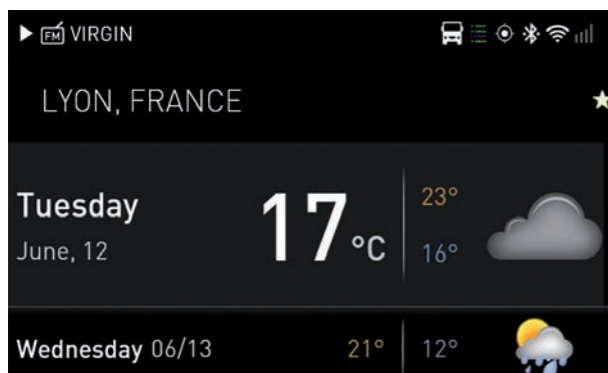 FM VIRGIN
LYON, FRANCE
Tuesday
June, 12
17°C
23°
16°
Wednesday 06/13 21° 12°